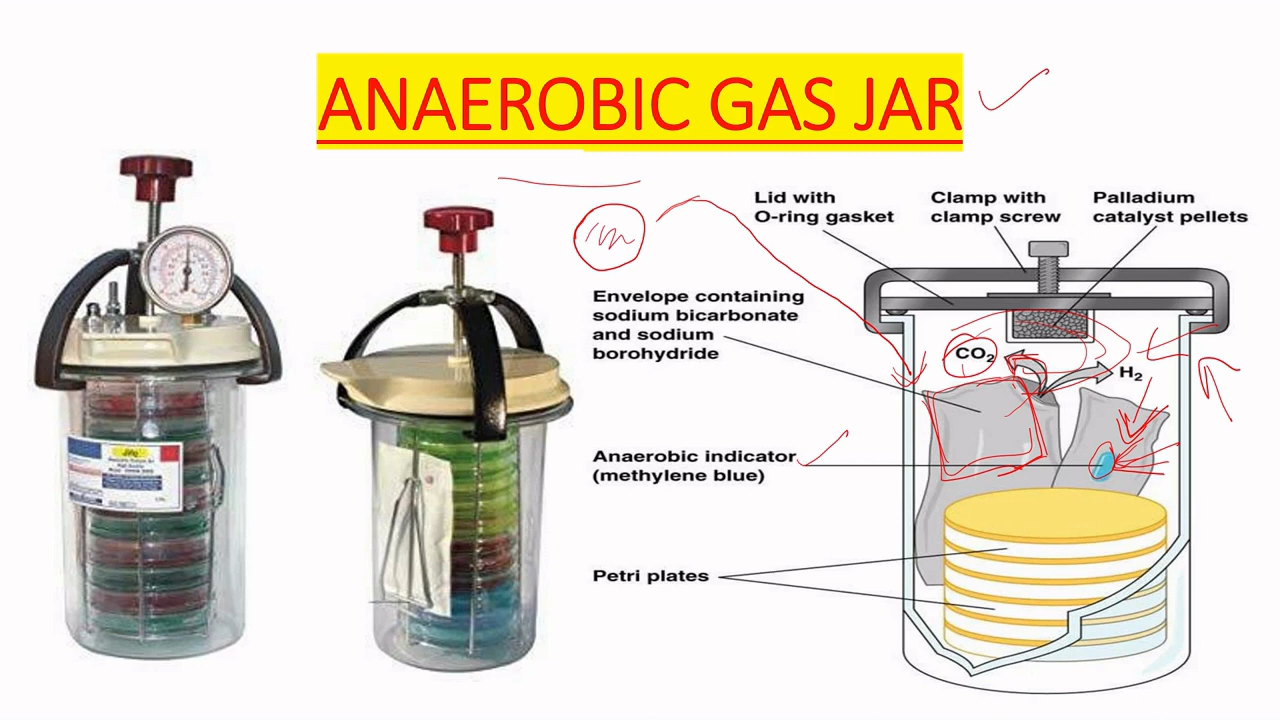 ANAEROBIC GAS JAR
Lid with
O-ring gasket
Clamp with
clamp screw
Palladium
catalyst pellets
Envelope containing
sodium bicarbonate
and sodium
borohydride
CO₂
H₂
Anaerobic indicator
(methylene blue)
Petri plates